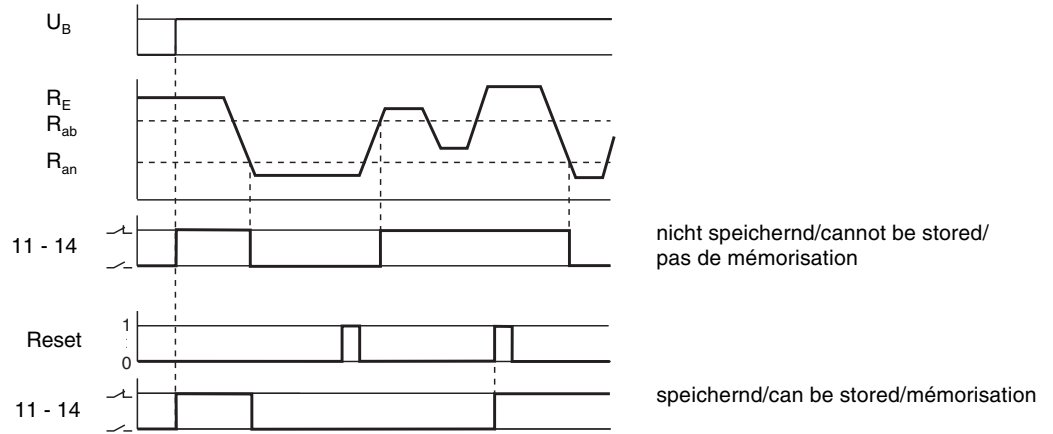 U_B
R_E
R_ab
R_an
11 - 14
nicht speichernd/cannot be stored/
pas de mémorisation
Reset
1
0
11 - 14
speichernd/can be stored/mémorisation